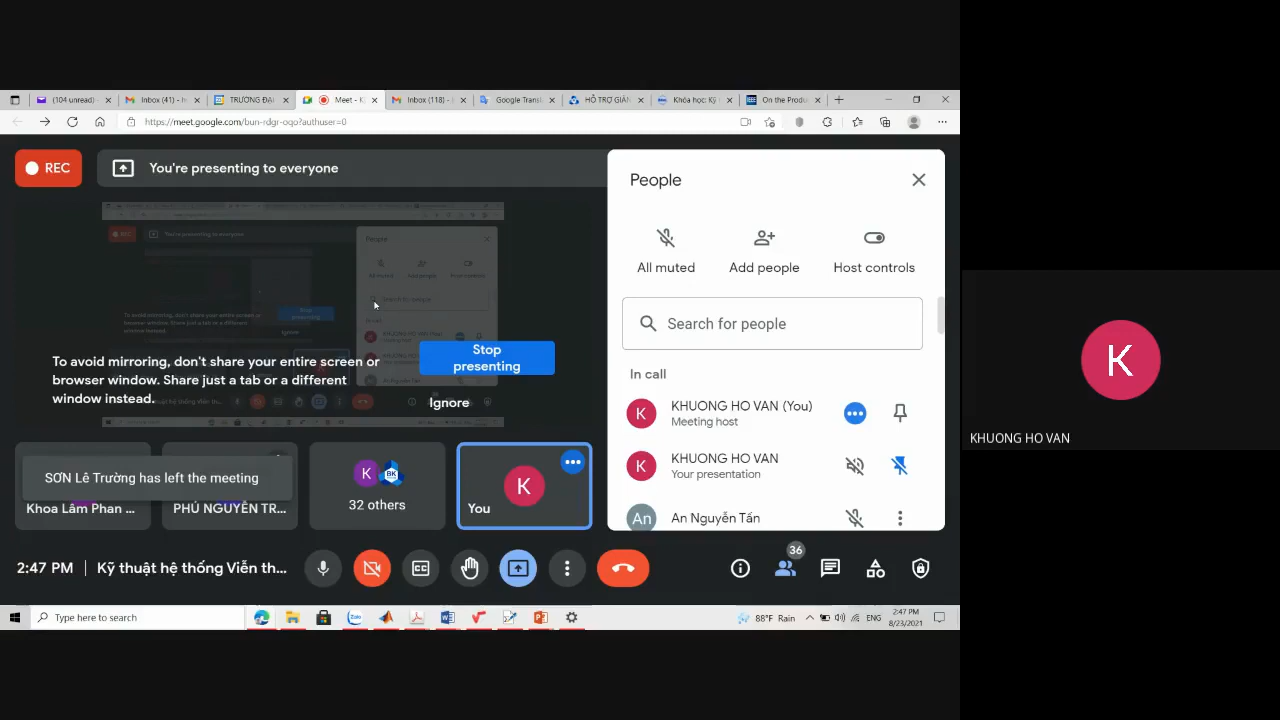 (104 unread) -
Inbox (41) - h
TRƯỜNG ĐẠI
Meet - K
Inbox (118) - l
Google Transl
HỖ TRỢ GIẢN
Khóa học: Kỹ
On the Produ
https://meet.google.com/bun-rdgr-oqp?authuser=0
REC
You're presenting to everyone
People
All muted
Add people
Host controls
Search for people
In call
KHUONG HO VAN (You)
Meeting host
KHUONG HO VAN
Your presentation
An Nguyễn Tấn
To avoid mirroring, don't share your entire screen or
browser window. Share just a tab or a different
window instead.
Stop
presenting
Ignore
SƠN Lê Trường has left the meeting
Khoa Lâm Phan ...
PHÚ NGUYỄN TR...
32 others
You
K
K
K
K
An
BK
36
2:47 PM | Kỹ thuật hệ thống Viễn th...
Type here to search
Zalo
88°F Rain
ENG
2:47 PM
8/23/2021
K
KHUONG HO VAN